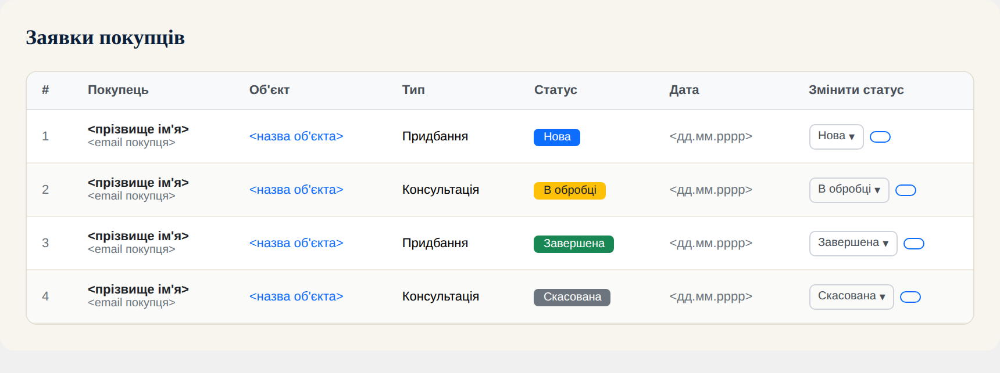 Заявки покупців
# Покупець Об'єкт Тип Статус Дата Змінити статус
1 <прізвище ім'я> <назва об'єкта> Придбання Нова <дд.мм.рррр> Нова ▾
<email покупця>
2 <прізвище ім'я> <назва об'єкта> Консультація В обробці <дд.мм.рррр> В обробці ▾
<email покупця>
3 <прізвище ім'я> <назва об'єкта> Придбання Завершена <дд.мм.рррр> Завершена ▾
<email покупця>
4 <прізвище ім'я> <назва об'єкта> Консультація Скасована <дд.мм.рррр> Скасована ▾
<email покупця>